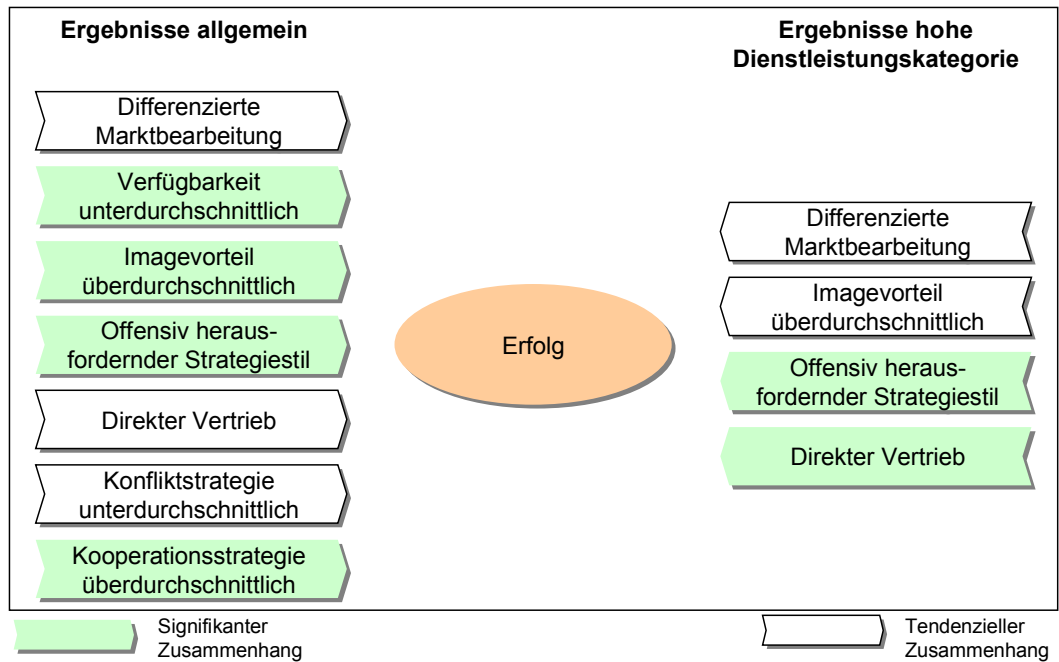 Ergebnisse allgemein
Differenzierte
Marktbearbeitung
Verfügbarkeit
unterdurchschnittlich
Imagevorteil
überdurchschnittlich
Offensiv heraus-
fordernder Strategiestil
Direkter Vertrieb
Konfliktstrategie
unterdurchschnittlich
Kooperationsstrategie
überdurchschnittlich
Erfolg
Ergebnisse hohe
Dienstleistungskategorie
Differenzierte
Marktbearbeitung
Imagevorteil
überdurchschnittlich
Offensiv heraus-
fordernder Strategiestil
Direkter Vertrieb
Signifikanter
Zusammenhang
Tendenzieller
Zusammenhang